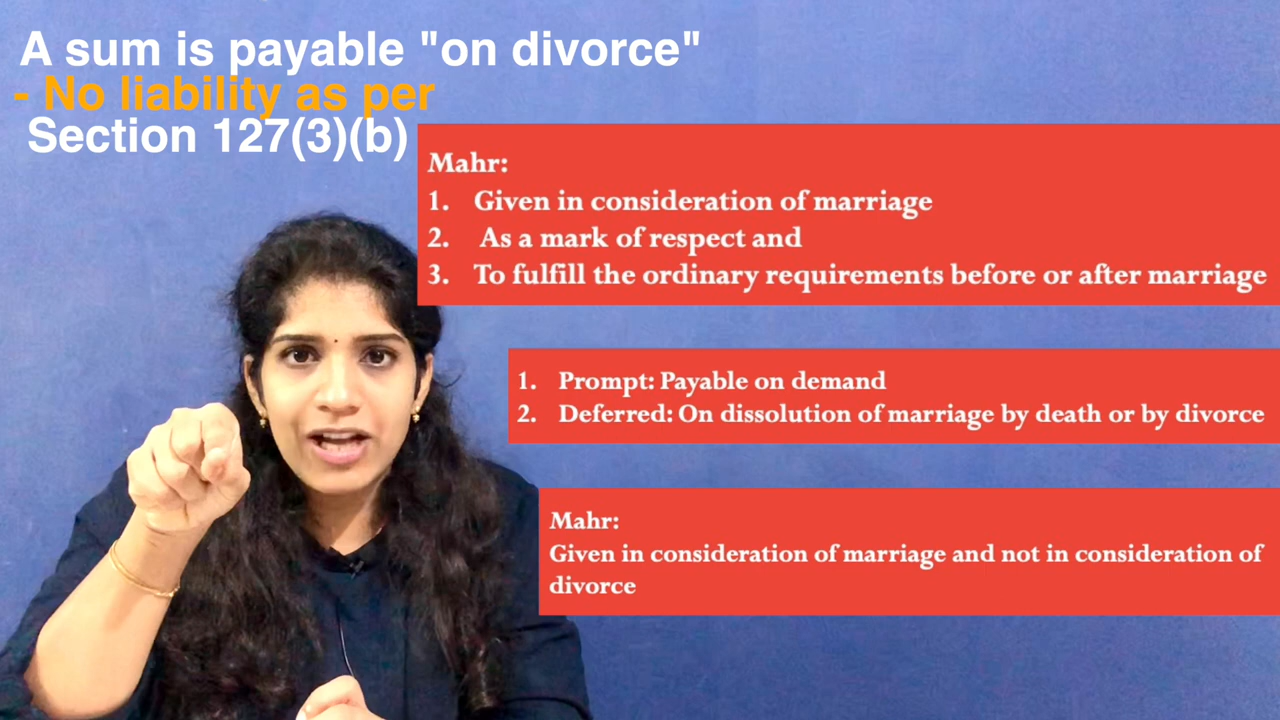 A sum is payable "on divorce"
- No liability as per
Section 127(3)(b)
Mahr:
1. Given in consideration of marriage
2. As a mark of respect and
3. To fulfill the ordinary requirements before or after marriage
1. Prompt: Payable on demand
2. Deferred: On dissolution of marriage by death or by divorce
Mahr:
Given in consideration of marriage and not in consideration of
divorce